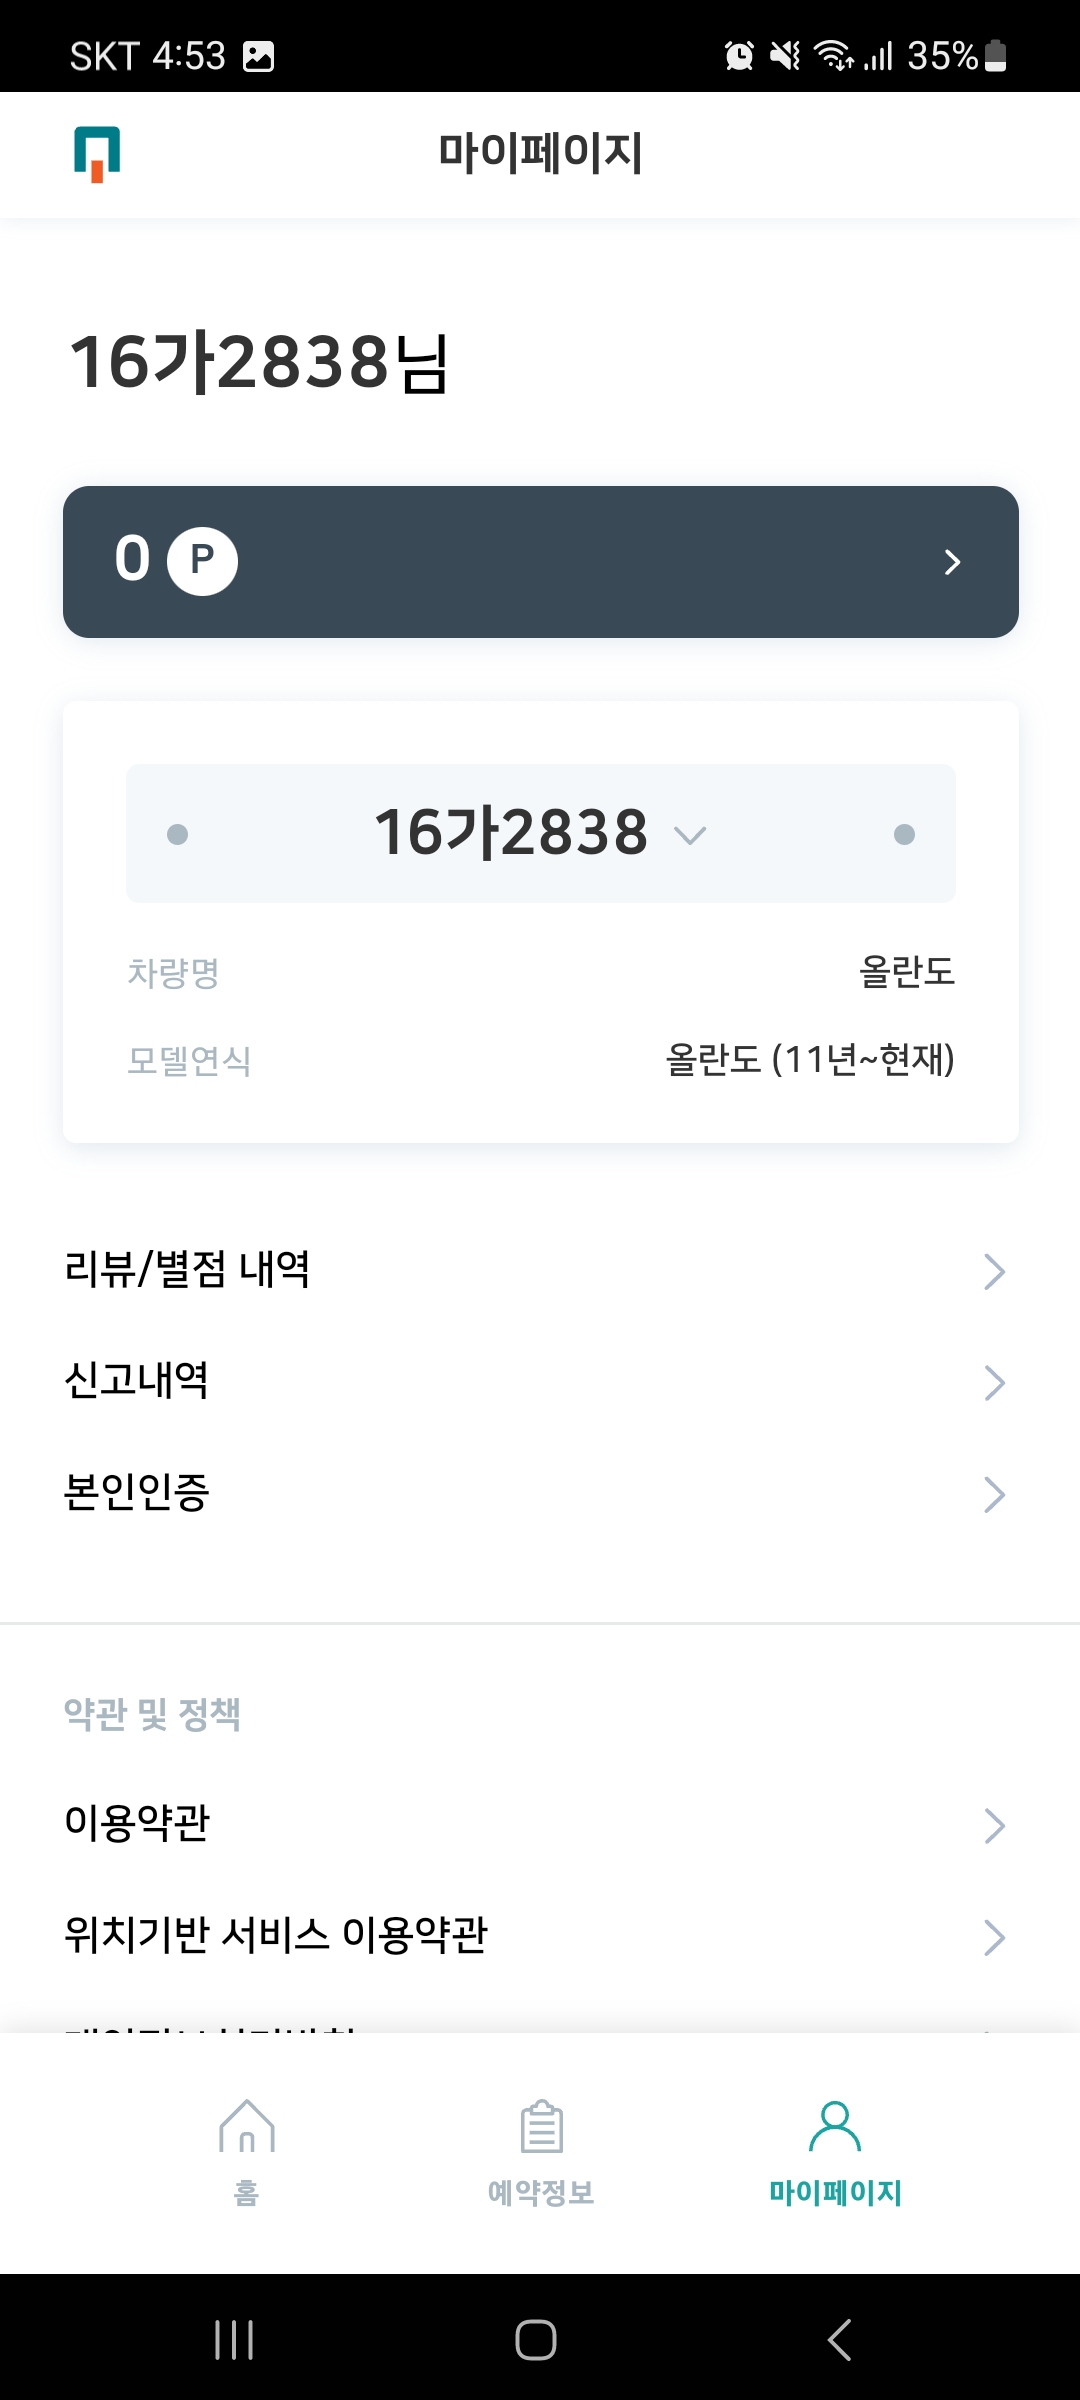 SKT 4:53 35%
마이페이지
16가2838님
0 P
16가2838
차량명 올란도
모델연식 올란도 (11년~현재)
리뷰/별점 내역
신고내역
본인인증
약관 및 정책
이용약관
위치기반 서비스 이용약관
홈 예약정보 마이페이지